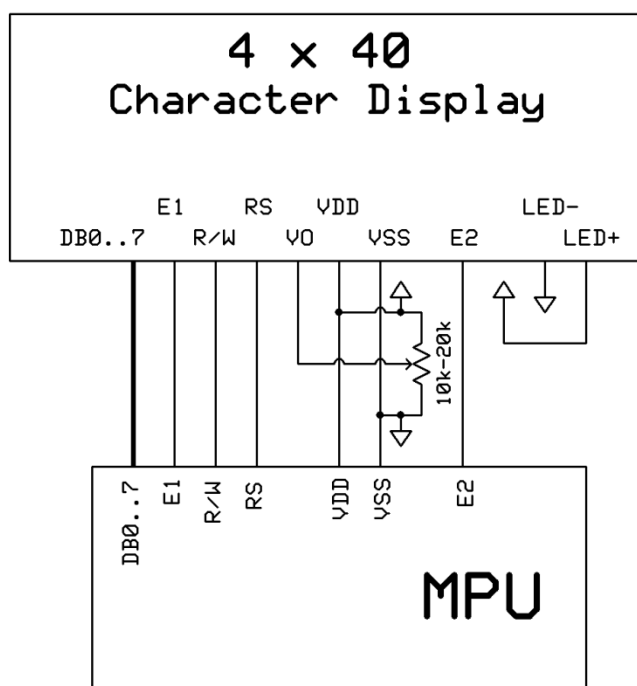 4 x 40
Character Display
E1 RS VDD LED-
DB0..7 R/W VO VSS E2 LED+
10k-20k
DB0..7 E1 R/W RS VDD VSS E2
MPU